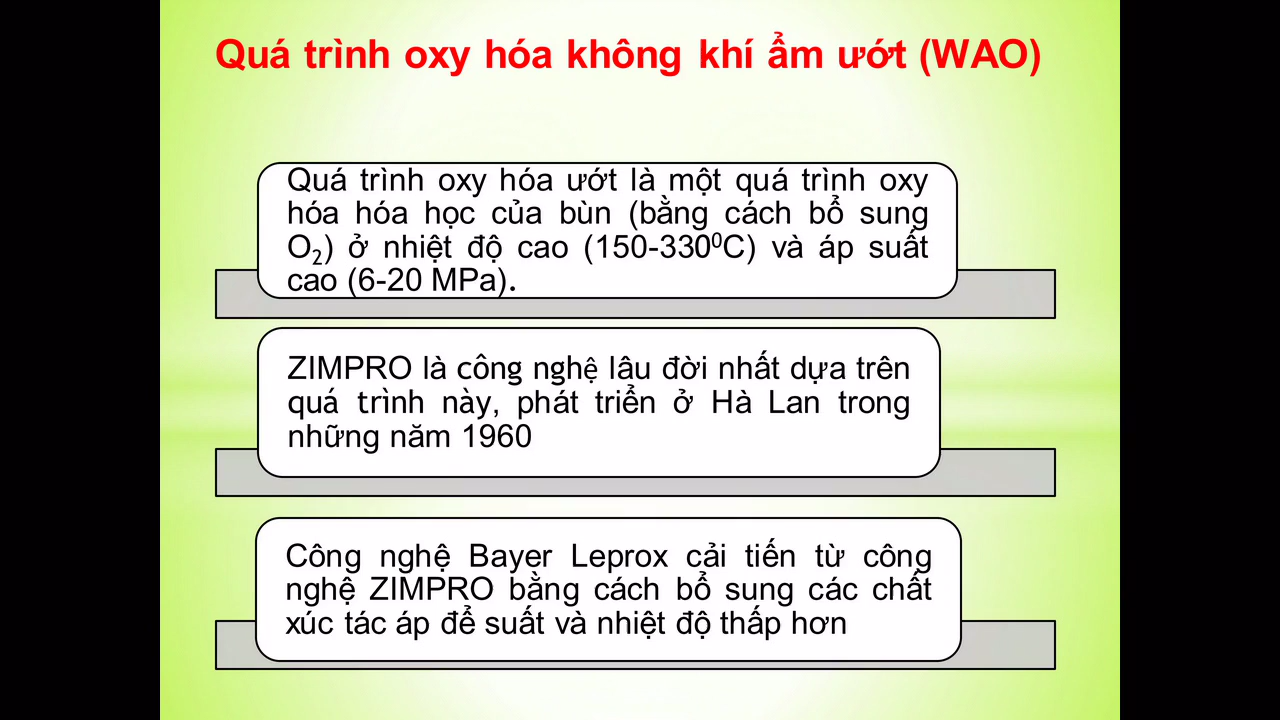 Quá trình oxy hóa không khí ẩm ướt (WAO)
Quá trình oxy hóa ướt là một quá trình oxy
hóa hóa học của bùn (bằng cách bổ sung
O₂) ở nhiệt độ cao (150-330⁰C) và áp suất
cao (6-20 MPa).
ZIMPRO là công nghệ lâu đời nhất dựa trên
quá trình này, phát triển ở Hà Lan trong
những năm 1960
Công nghệ Bayer Leprox cải tiến từ công
nghệ ZIMPRO bằng cách bổ sung các chất
xúc tác áp để suất và nhiệt độ thấp hơn